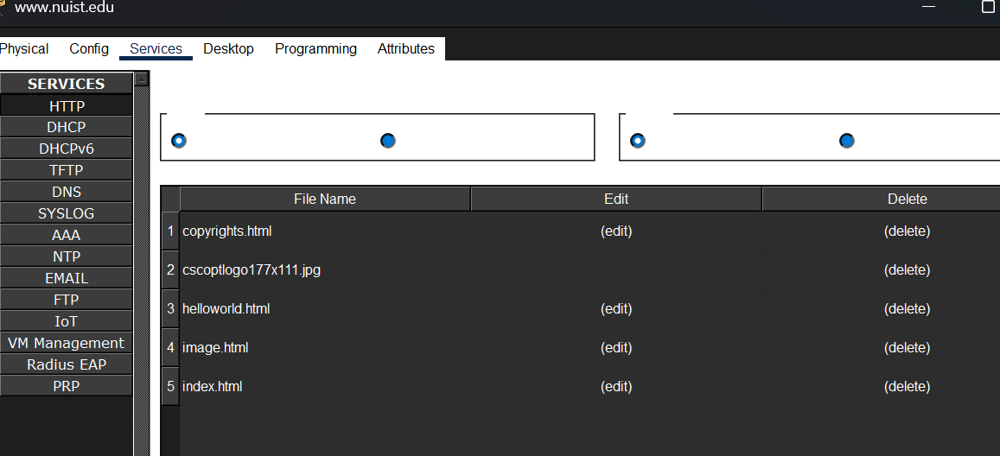 www.nuist.edu
Physical Config Services Desktop Programming Attributes
SERVICES
HTTP
DHCP
DHCPv6
TFTP
DNS
SYSLOG
AAA
NTP
EMAIL
FTP
IoT
VM Management
Radius EAP
PRP
File Name Edit Delete
1 copyrights.html (edit) (delete)
2 cscoptlogo177x111.jpg (delete)
3 helloworld.html (edit) (delete)
4 image.html (edit) (delete)
5 index.html (edit) (delete)